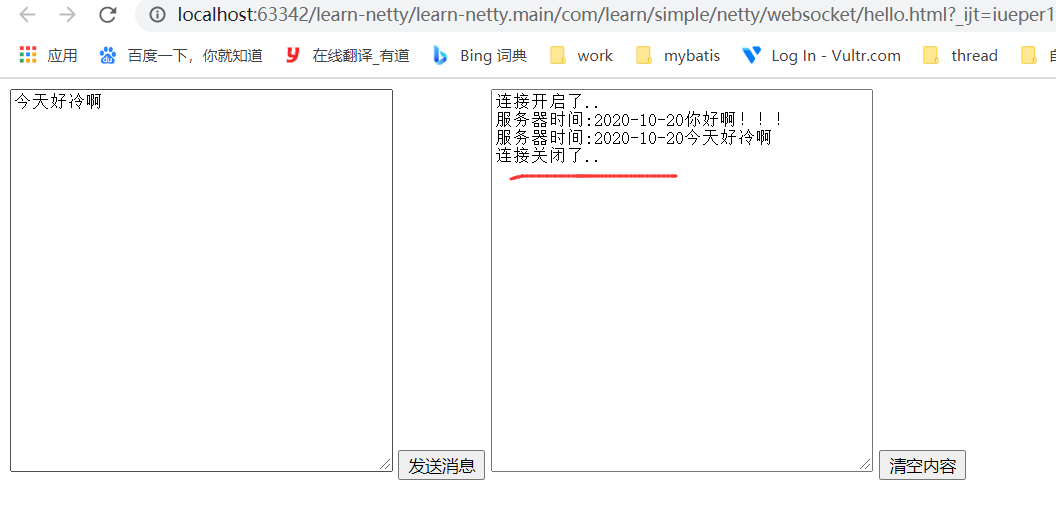 localhost:63342/learn-netty/learn-netty.main/com/learn/simple/netty/websocket/hello.html?_ijt=iueper1
应用 百度一下，你就知道 在线翻译_有道 Bing 词典 work mybatis Log In - Vultr.com thread
今天好冷啊
连接开启了..
服务器时间:2020-10-20你好啊！！！
服务器时间:2020-10-20今天好冷啊
连接关闭了..
发送消息 清空内容